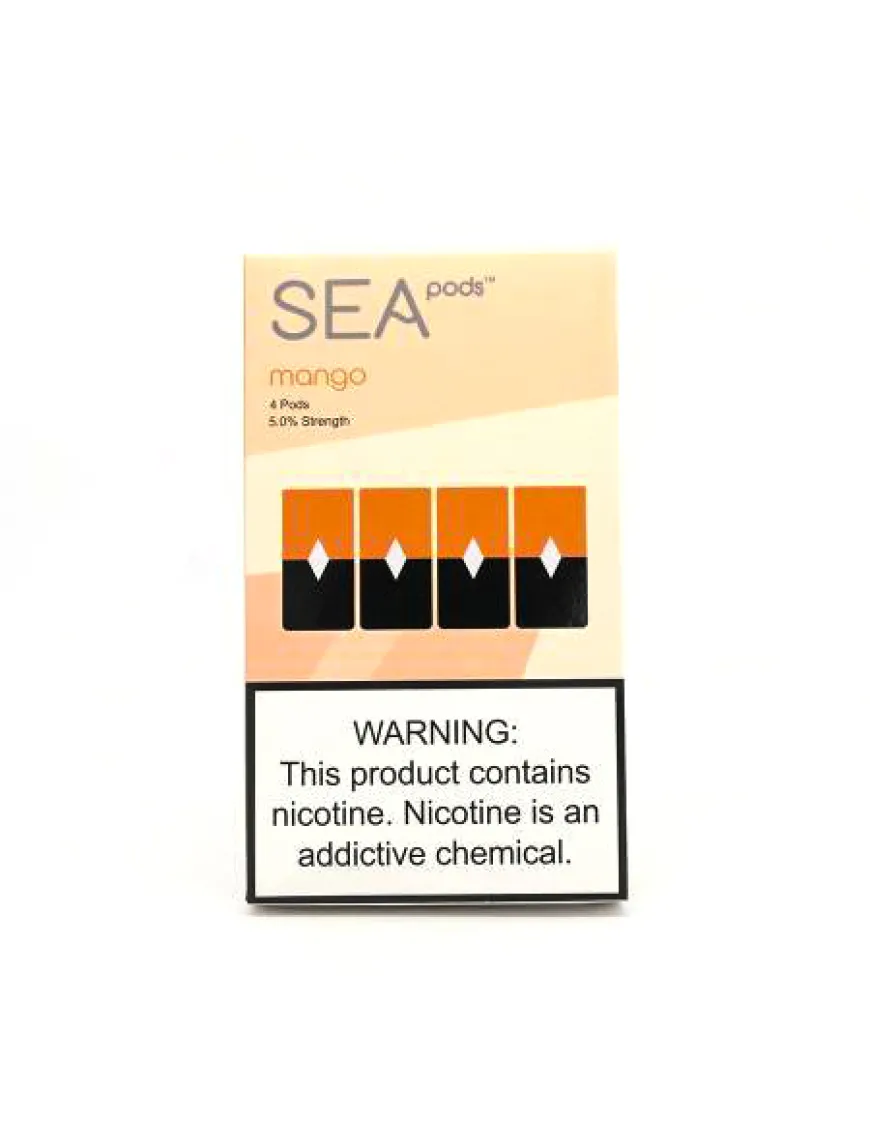 SEA pods™
mango
4 Pods
5.0% Strength
WARNING:
This product contains
nicotine. Nicotine is an
addictive chemical.